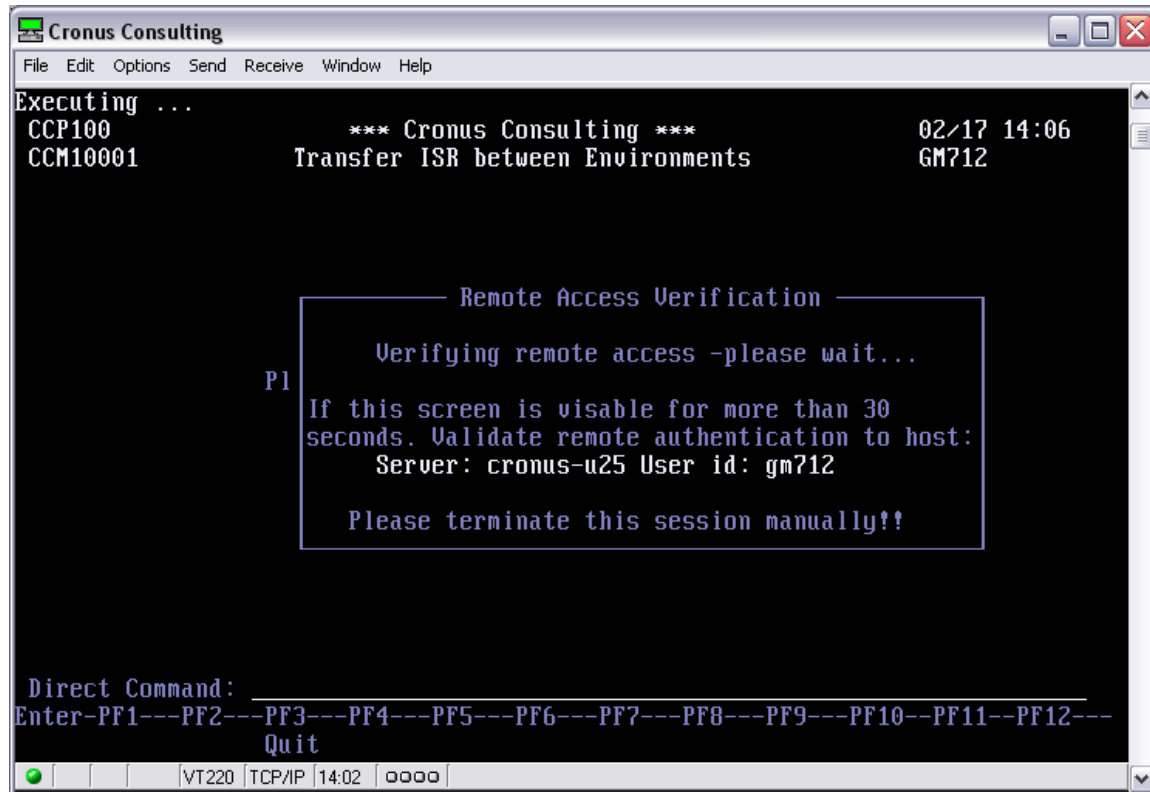 Cronus Consulting
File Edit Options Send Receive Window Help
Executing ...
CCP100 *** Cronus Consulting *** 02/17 14:06
CCM10001 Transfer ISR between Environments GM712
Remote Access Verification
Verifying remote access -please wait...
Pl
If this screen is visable for more than 30
seconds. Validate remote authentication to host:
Server: cronus-u25 User id: gm712
Please terminate this session manually!!
Direct Command:
Enter-PF1---PF2---PF3---PF4---PF5---PF6---PF7---PF8---PF9---PF10--PF11--PF12---
Quit
VT220 TCP/IP 14:02